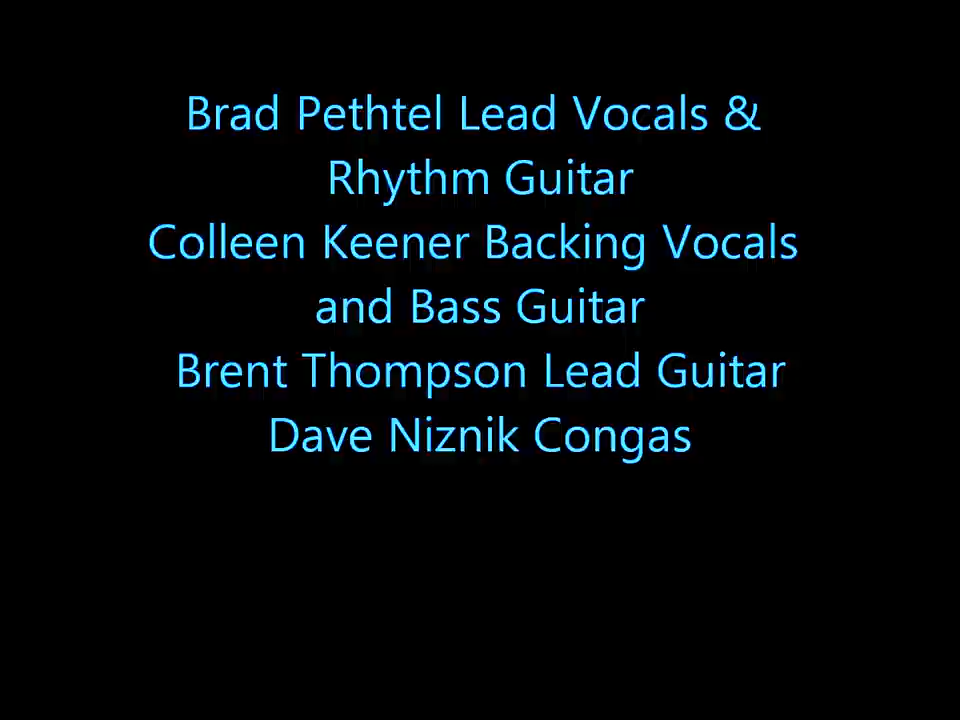 Brad Pethtel Lead Vocals &
Rhythm Guitar
Colleen Keener Backing Vocals
and Bass Guitar
Brent Thompson Lead Guitar
Dave Niznik Congas